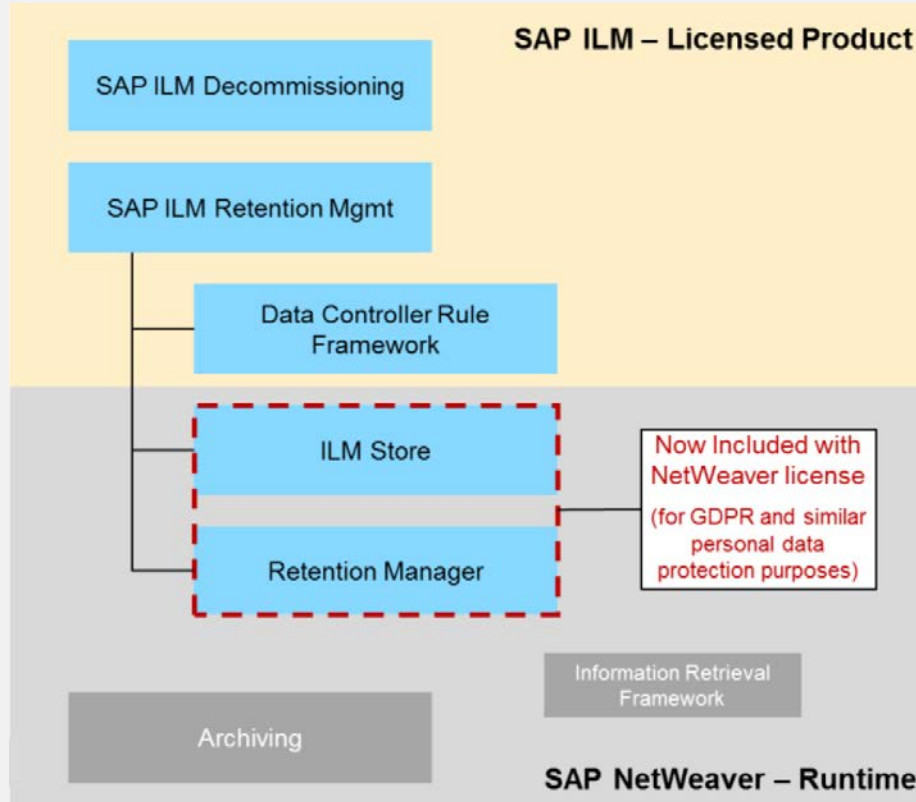 SAP ILM – Licensed Product
SAP ILM Decommissioning
SAP ILM Retention Mgmt
Data Controller Rule
Framework
ILM Store
Retention Manager
Now Included with
NetWeaver license
(for GDPR and similar
personal data
protection purposes)
Information Retrieval
Framework
Archiving
SAP NetWeaver – Runtime